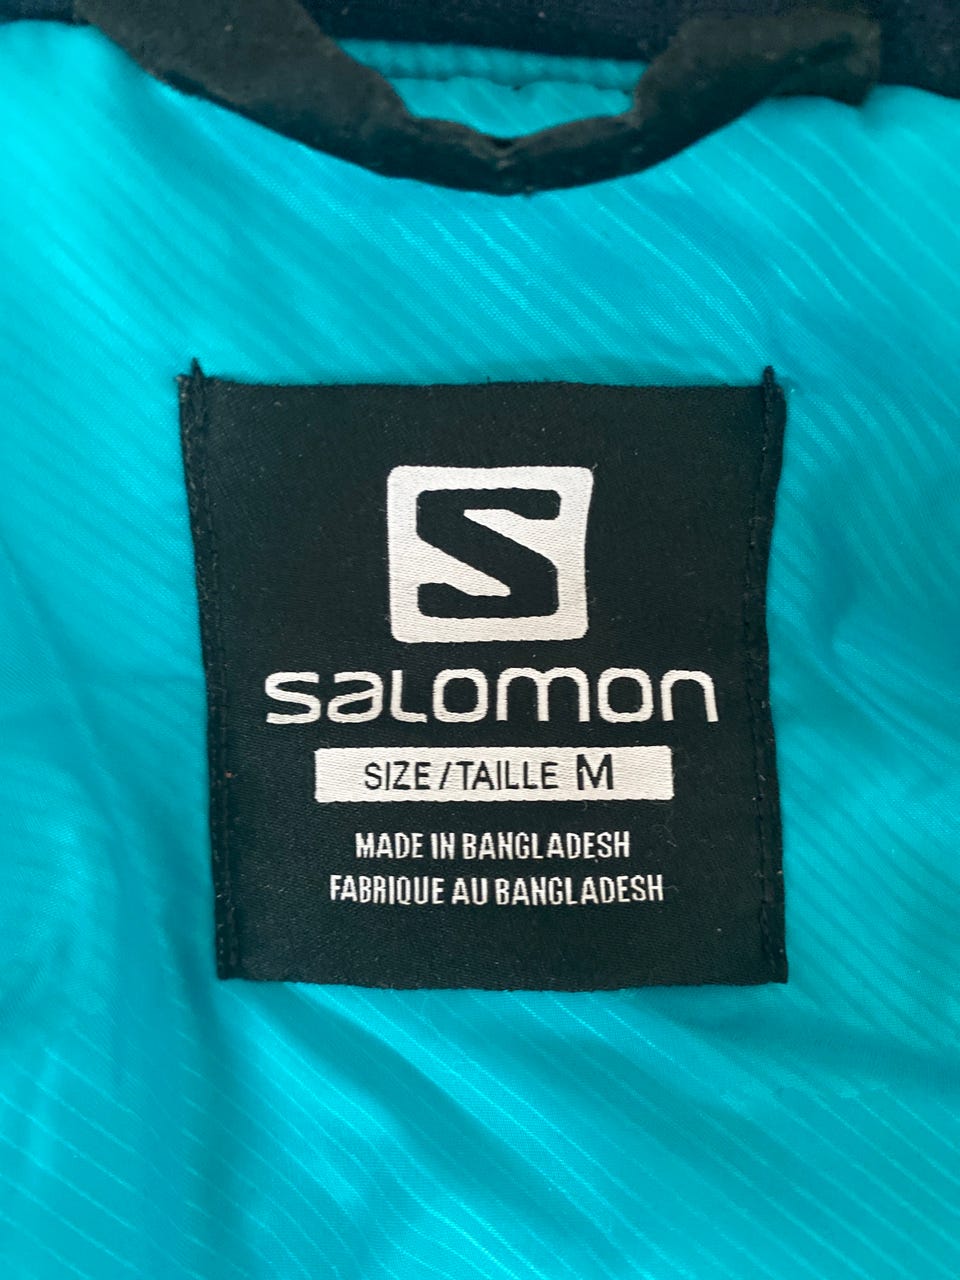 S
salomon
SIZE/TAILLE M
MADE IN BANGLADESH
FABRIQUE AU BANGLADESH